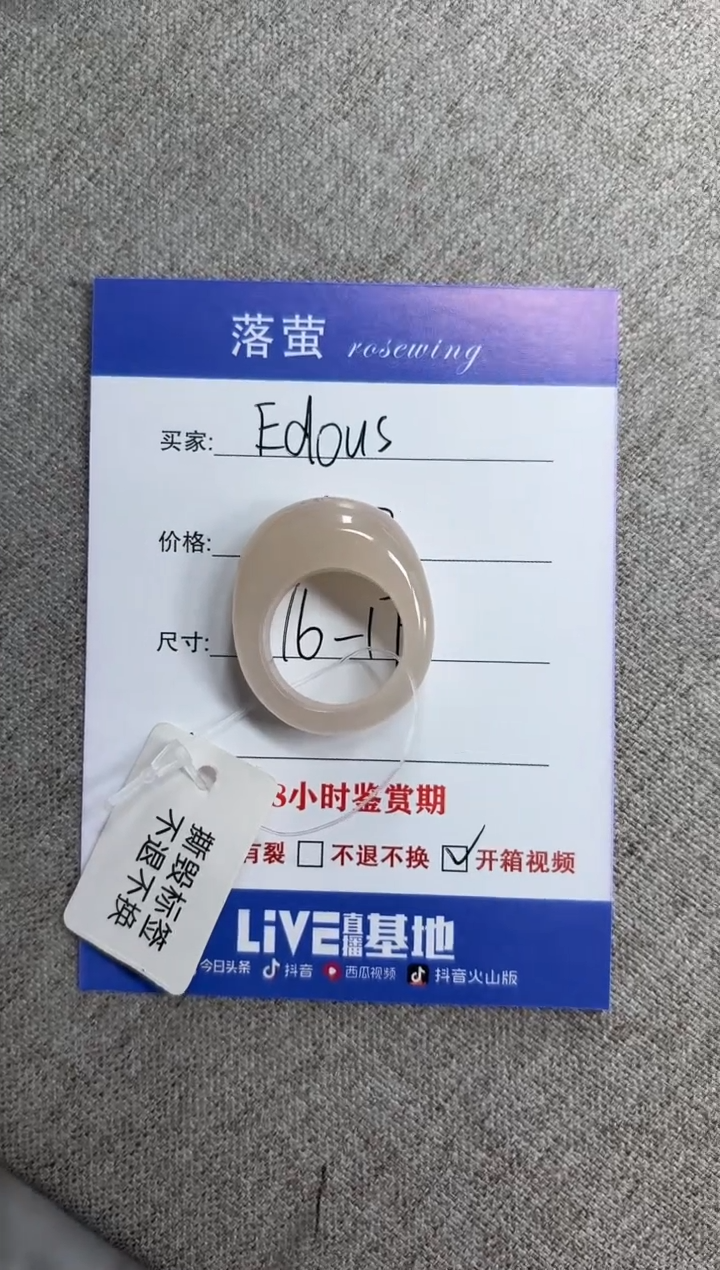 落萤 rosewing
买家: Edous
价格:
尺寸: 16-17
8小时鉴赏期
有裂 不退不换 开箱视频
LiVE直播基地
今日头条 抖音 西瓜视频 抖音火山版
撕毁标签
不退不换